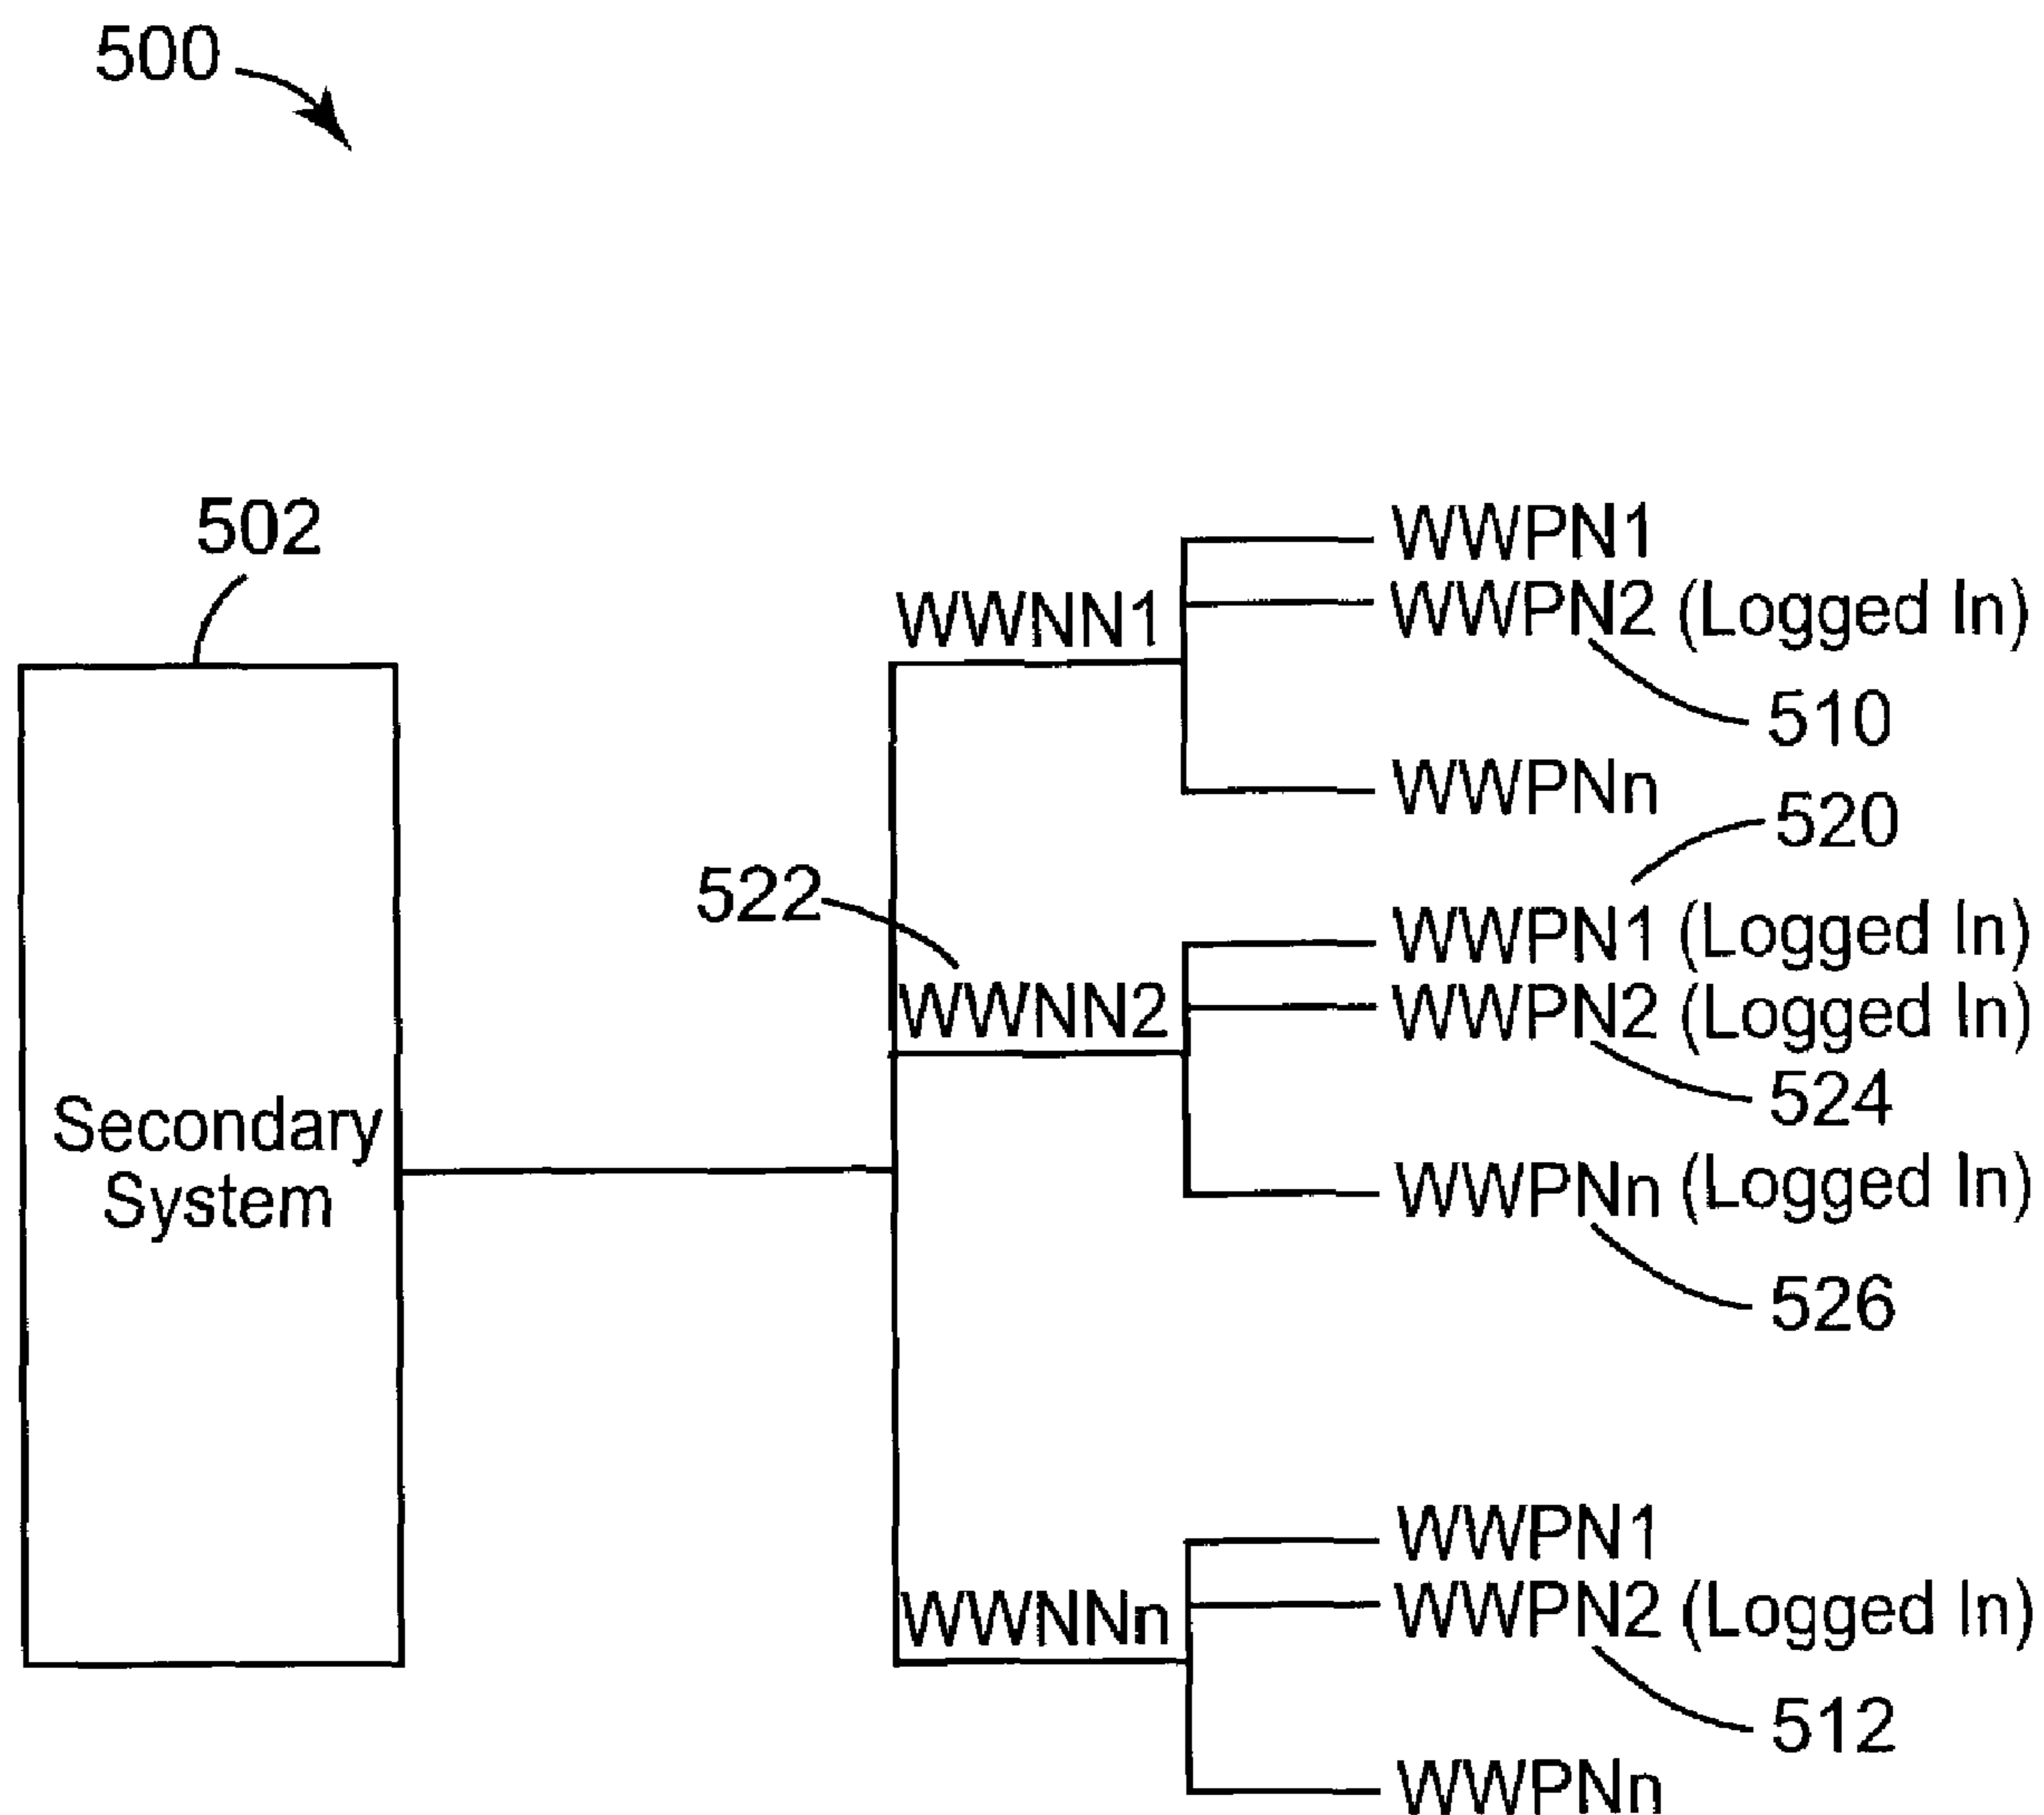 500
502
WWPN1
WWNN1
WWPN2 (Logged In)
510
WWPNn
520
522
WWPN1 (Logged In)
WWNN2
WWPN2 (Logged In)
524
Secondary
System
WWPNn (Logged In)
526
WWPN1
WWNNn
WWPN2 (Logged In)
512
WWPNn